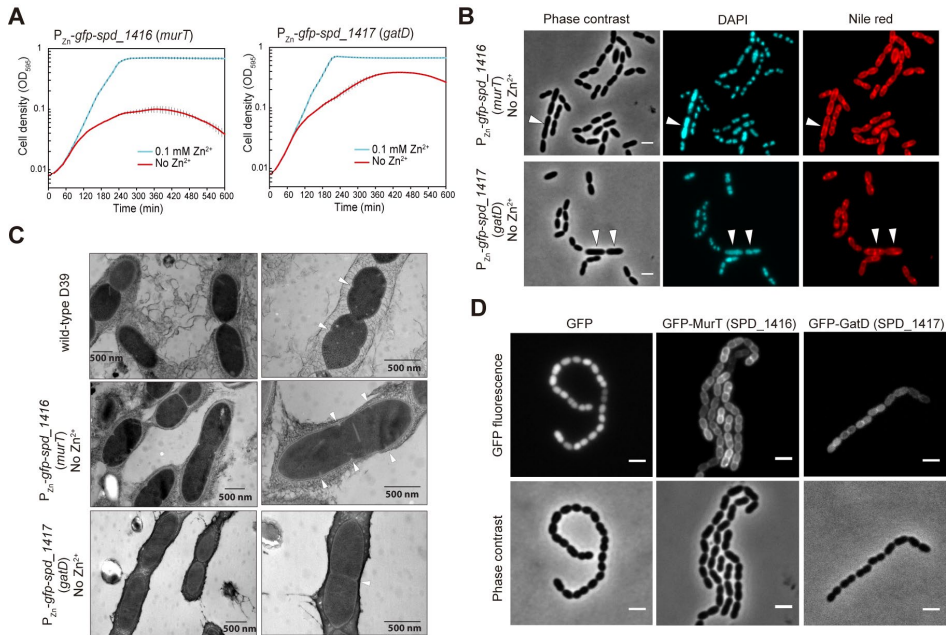 A
P_Zn-gfp-spd_1416 (murT)
Cell density (OD₅₉₅)
1
0.1
0.01
0 60 120 180 240 300 360 420 480 540 600
Time (min)
0.1 mM Zn²⁺
No Zn²⁺
P_Zn-gfp-spd_1417 (gatD)
Cell density (OD₅₉₅)
1
0.1
0.01
0 60 120 180 240 300 360 420 480 540 600
Time (min)
0.1 mM Zn²⁺
No Zn²⁺
B
Phase contrast
DAPI
Nile red
P_Zn-gfp-spd_1416
(murT)
No Zn²⁺
P_Zn-gfp-spd_1417
(gatD)
No Zn²⁺
C
wild-type D39
500 nm
500 nm
P_Zn-gfp-spd_1416
(murT)
No Zn²⁺
500 nm
500 nm
P_Zn-gfp-spd_1417
(gatD)
No Zn²⁺
500 nm
500 nm
D
GFP
GFP-MurT (SPD_1416)
GFP-GatD (SPD_1417)
GFP fluorescence
Phase contrast